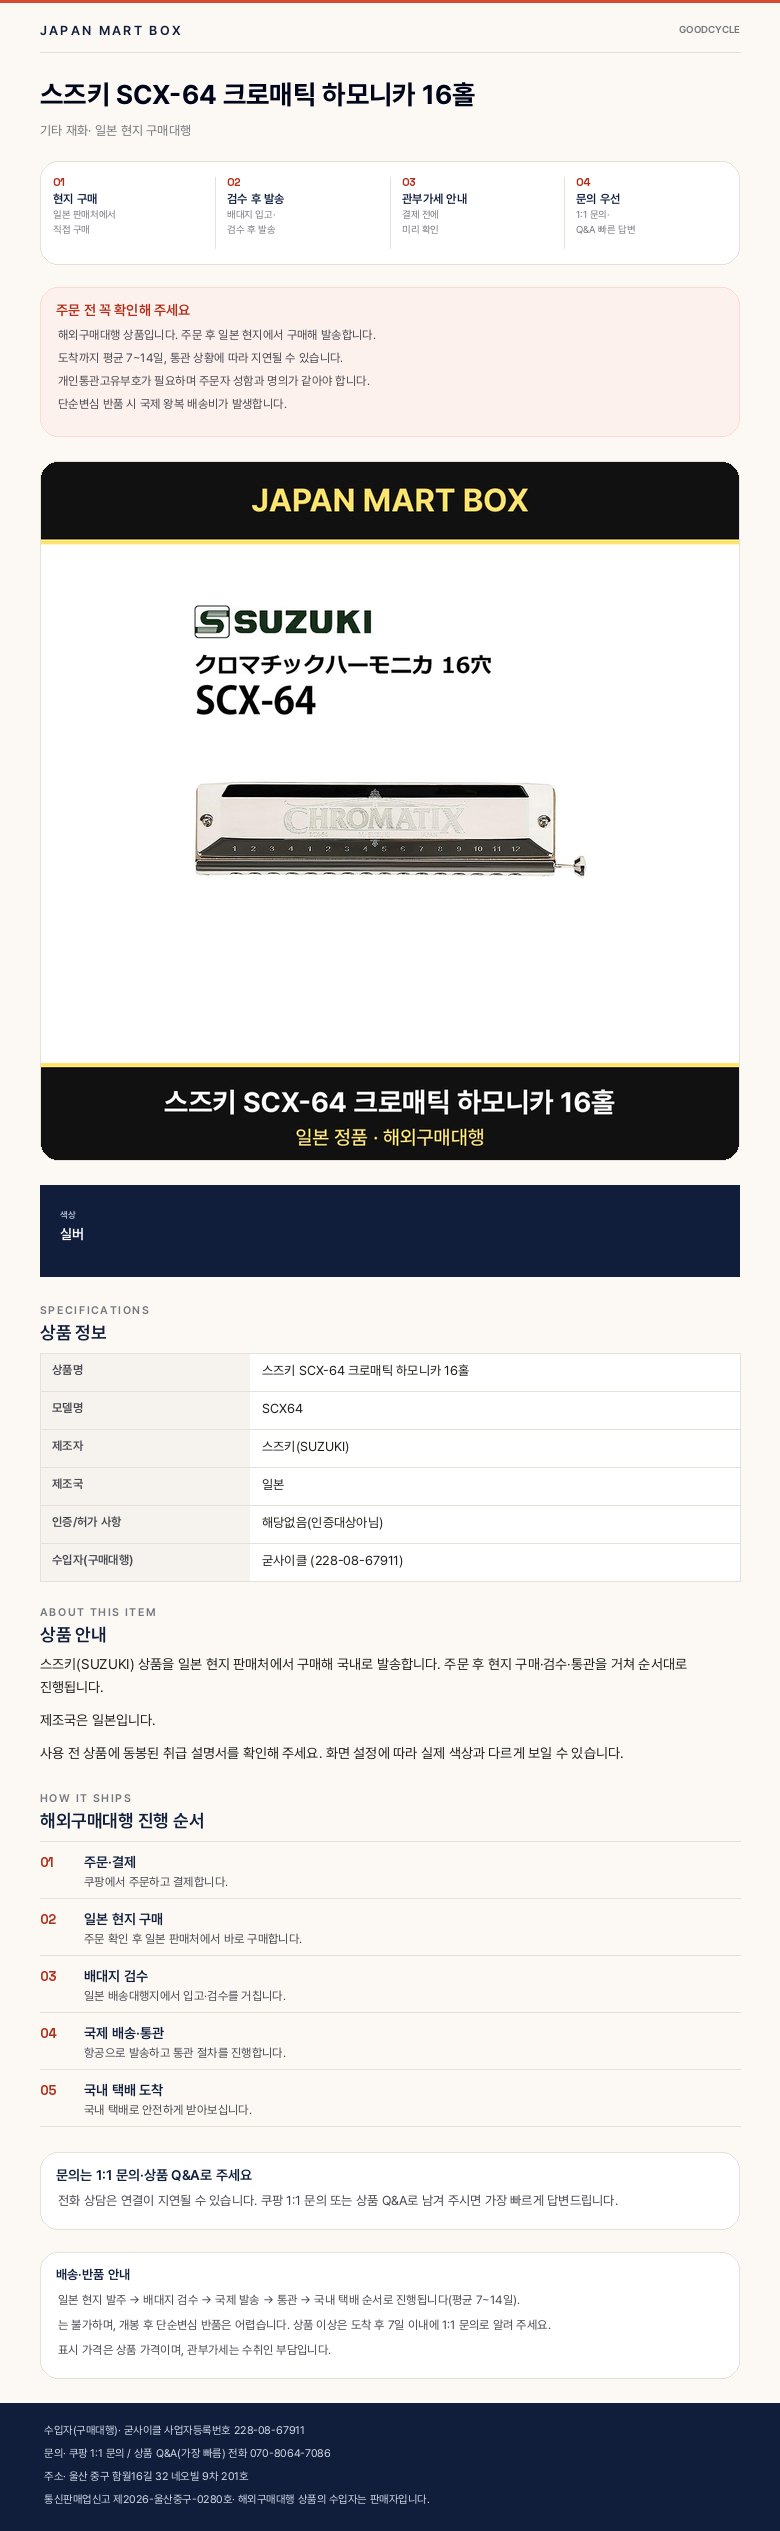 JAPAN MART BOX
GOODCYCLE
스즈키 SCX-64 크로매틱 하모니카 16홀
기타 재화· 일본 현지 구매대행
01
현지 구매
일본 판매처에서
직접 구매
02
검수 후 발송
배대지 입고·
검수 후 발송
03
관부가세 안내
결제 전에
미리 확인
04
문의 우선
1:1 문의·
Q&A 빠른 답변
주문 전 꼭 확인해 주세요
해외구매대행 상품입니다. 주문 후 일본 현지에서 구매해 발송합니다.
도착까지 평균 7~14일, 통관 상황에 따라 지연될 수 있습니다.
개인통관고유부호가 필요하며 주문자 성함과 명의가 같아야 합니다.
단순변심 반품 시 국제 왕복 배송비가 발생합니다.
JAPAN MART BOX
S SUZUKI
クロマチックハーモニカ 16穴
SCX-64
CHROMATIX
1 2 3 4 1 2 3 4 5 6 7 8 9 10 11 12
스즈키 SCX-64 크로매틱 하모니카 16홀
일본 정품 · 해외구매대행
색상
실버
SPECIFICATIONS
상품 정보
상품명 스즈키 SCX-64 크로매틱 하모니카 16홀
모델명 SCX64
제조자 스즈키(SUZUKI)
제조국 일본
인증/허가 사항 해당없음(인증대상아님)
수입자(구매대행) 굳사이클 (228-08-67911)
ABOUT THIS ITEM
상품 안내
스즈키(SUZUKI) 상품을 일본 현지 판매처에서 구매해 국내로 발송합니다. 주문 후 현지 구매·검수·통관을 거쳐 순서대로
진행됩니다.
제조국은 일본입니다.
사용 전 상품에 동봉된 취급 설명서를 확인해 주세요. 화면 설정에 따라 실제 색상과 다르게 보일 수 있습니다.
HOW IT SHIPS
해외구매대행 진행 순서
01 주문·결제
쿠팡에서 주문하고 결제합니다.
02 일본 현지 구매
주문 확인 후 일본 판매처에서 바로 구매합니다.
03 배대지 검수
일본 배송대행지에서 입고·검수를 거칩니다.
04 국제 배송·통관
항공으로 발송하고 통관 절차를 진행합니다.
05 국내 택배 도착
국내 택배로 안전하게 받아보십니다.
문의는 1:1 문의·상품 Q&A로 주세요
전화 상담은 연결이 지연될 수 있습니다. 쿠팡 1:1 문의 또는 상품 Q&A로 남겨 주시면 가장 빠르게 답변드립니다.
배송·반품 안내
일본 현지 발주 → 배대지 검수 → 국제 발송 → 통관 → 국내 택배 순서로 진행됩니다(평균 7~14일).
는 불가하며, 개봉 후 단순변심 반품은 어렵습니다. 상품 이상은 도착 후 7일 이내에 1:1 문의로 알려 주세요.
표시 가격은 상품 가격이며, 관부가세는 수취인 부담입니다.
수입자(구매대행)· 굳사이클 사업자등록번호 228-08-67911
문의· 쿠팡 1:1 문의 / 상품 Q&A(가장 빠름) 전화 070-8064-7086
주소· 울산 중구 함월16길 32 네오빌 9차 201호
통신판매업신고 제2026-울산중구-0280호· 해외구매대행 상품의 수입자는 판매자입니다.